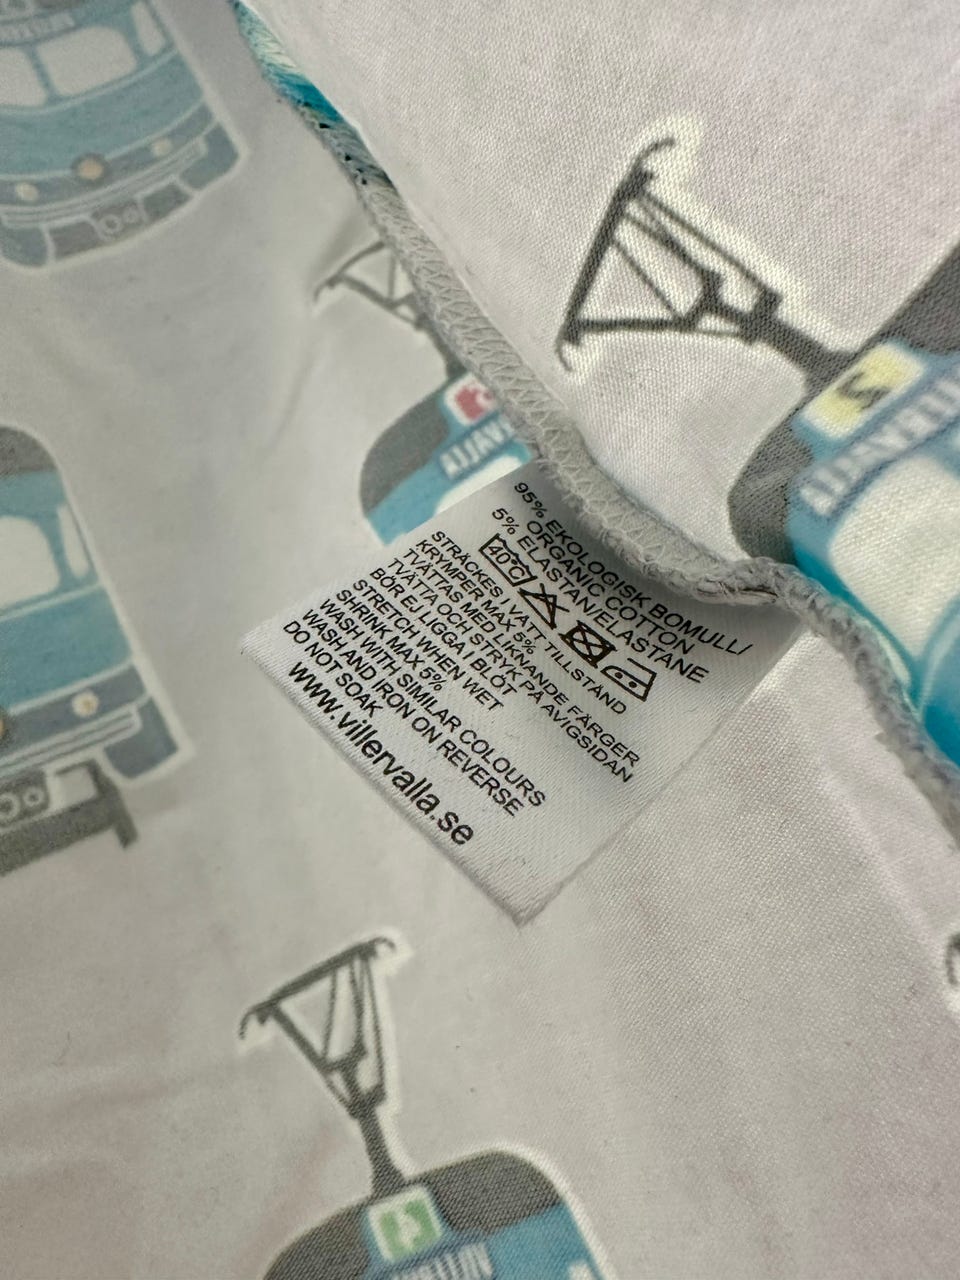 95% EKOLOGISK BOMULL/
ORGANIC COTTON
5% ELASTAN/ELASTANE
40°C
STRÄCKES I VÅTT TILLSTÅND
KRYMPER MAX 5%
TVÄTTAS MED LIKNANDE FÄRGER
TVÄTTA OCH STRYK PÅ AVIGSIDAN
BÖR EJ LIGGA I BLÖT
STRETCH WHEN WET
SHRINK MAX 5%
WASH WITH SIMILAR COLOURS
WASH AND IRON ON REVERSE
DO NOT SOAK
www.villervalla.se